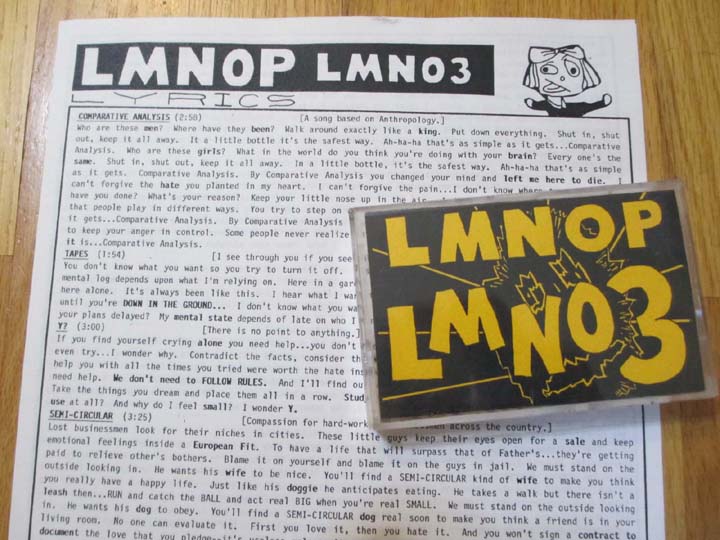 LMNOP LMNO3
LYRICS
COMPARATIVE ANALYSIS (2:58) [A song based on Anthropology.]
Who are these men? Where have they been? Walk around exactly like a king. Put down everything. Shut in, shut
out, keep it all away. It a little bottle it's the safest way. Ah-ha-ha that's as simple as it gets...Comparative
Analysis. Who are these girls? What in the world do you think you're doing with your brain? Every one's the
same. Shut in, shut out, keep it all away. In a little bottle, it's the safest way. Ah-ha-ha that's as simple
as it gets. Comparative Analysis. By Comparative Analysis you changed your mind and left me here to die. I
can't forgive the hate you planted in my heart. I can't forgive the pain...I don't know where
have you done? What's your reason? Keep your little nose up in the air.
that people play in different ways. You try to step on
it gets...Comparative Analysis. By Comparative Analysis
to keep your anger in control. Some people never realize
it is...Comparative Analysis.
TAPES (1:54) [I see through you if you see
You don't know what you want so you try to turn it off.
mental log depends upon what I'm relying on. Here in a gar
here alone. It's always been like this. I hear what I wan
until you're DOWN IN THE GROUND... I don't know what you wa
your plans delayed? My mental state depends of late on who I
Y? (3:00) [There is no point to anything.]
If you find yourself crying alone you need help...you don't
even try...I wonder why. Contradict the facts, consider th
help you with all the times you tried were worth the hate ins
need help. We don't need to FOLLOW RULES. And I'll find ou
Take the things you dream and place them all in a row. Stud
use at all? And why do I feel small? I wonder Y.
SEMI-CIRCULAR (3:25) [Compassion for hard-work men across the country.]
Lost businessmen look for their niches in cities. These little guys keep their eyes open for a sale and keep
emotional feelings inside a European Fit. To have a life that will surpass that of Father's...they're getting
paid to relieve other's bothers. Blame it on yourself and blame it on the guys in jail. We must stand on the
outside looking in. He wants his wife to be nice. You'll find a SEMI-CIRCULAR kind of wife to make you think
you really have a happy life. Just like his doggie he anticipates eating. He takes a walk but there isn't a
leash then...RUN and catch the BALL and act real BIG when you're real SMALL. We must stand on the outside looking
in. He wants his dog to obey. You'll find a SEMI-CIRCULAR dog real soon to make you think a friend is in your
living room. No one can evaluate it. First you love it, then you hate it. And you won't sign a contract to
document the love that you pledge--it's
LMNOP
LMNO3